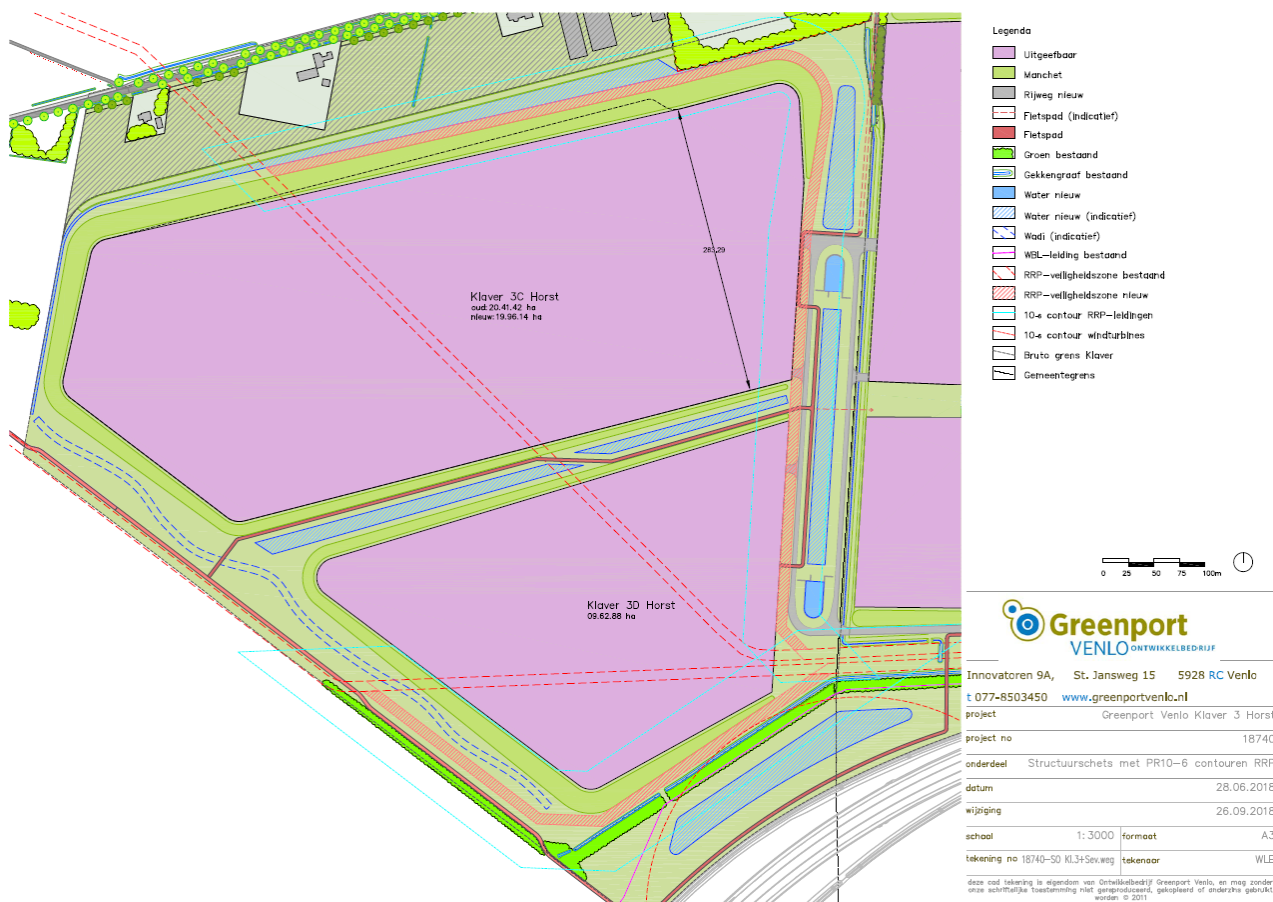 Legenda
Uitgeefbaar
Manchet
Rijweg nieuw
Fietspad (indicatief)
Fietspad
Groen bestaand
Gekkengraaf bestaand
Water nieuw
Water nieuw (indicatief)
Wadi (indicatief)
WBL-leiding bestaand
RRP-veiligheidszone bestaand
RRP-veiligheidszone nieuw
10-6 contour RRP-leidingen
10-6 contour windturbines
Bruto grens Klaver
Gemeentegrens
283,29
Klaver 3C Horst
oud: 20.41.42 ha
nieuw: 19.96.14 ha
Klaver 3D Horst
09.62.88 ha
0 25 50 75 100m
Greenport
VENLO ONTWIKKELBEDRIJF
Innovatoren 9A, St. Jansweg 15 5928 RC Venlo
t 077-8503450 www.greenportvenlo.nl
project Greenport Venlo Klaver 3 Horst
project no 18740
onderdeel Structuurschets met PR10-6 contouren RRP
datum 28.06.2018
wijziging 26.09.2018
schaal 1: 3000 formaat A3
tekening no 18740-SO Kl.3+Sev.weg tekenaar WLE
deze cad tekening is eigendom van Ontwikkelbedrijf Greenport Venlo, en mag zonder
onze schriftelijke toestemming niet gereproduceerd, gekopieerd of anderzins gebruikt
worden © 2011